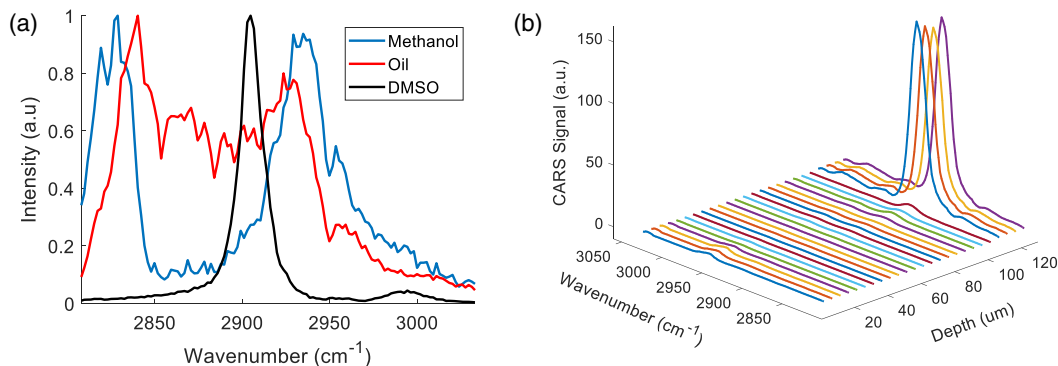 (a)
1
0.8
0.6
0.4
0.2
0
Intensity (a.u)
2850 2900 2950 3000
Wavenumber (cm-1)
Methanol
Oil
DMSO
(b)
150
100
50
0
CARS Signal (a.u.)
3050
3000
2950
2900
2850
Wavenumber (cm-1)
20
40
60
80
100
120
Depth (um)